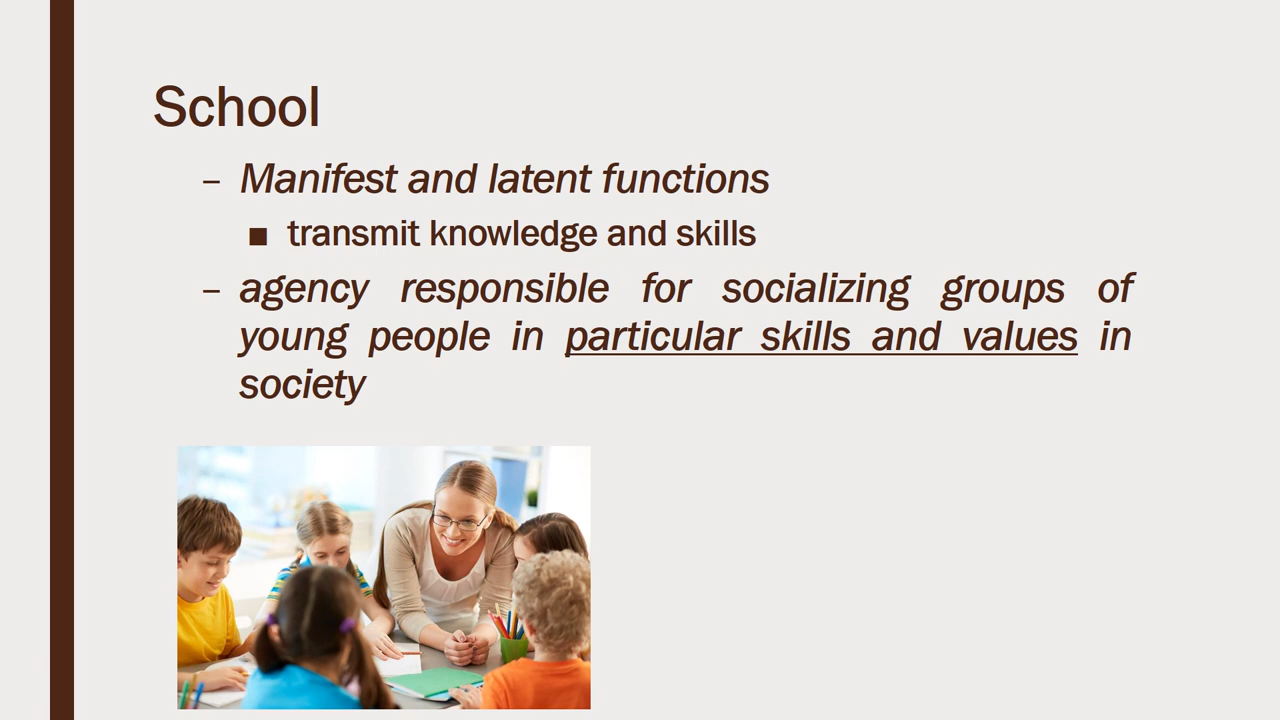 School
– Manifest and latent functions
■ transmit knowledge and skills
– agency responsible for socializing groups of
young people in particular skills and values in
society